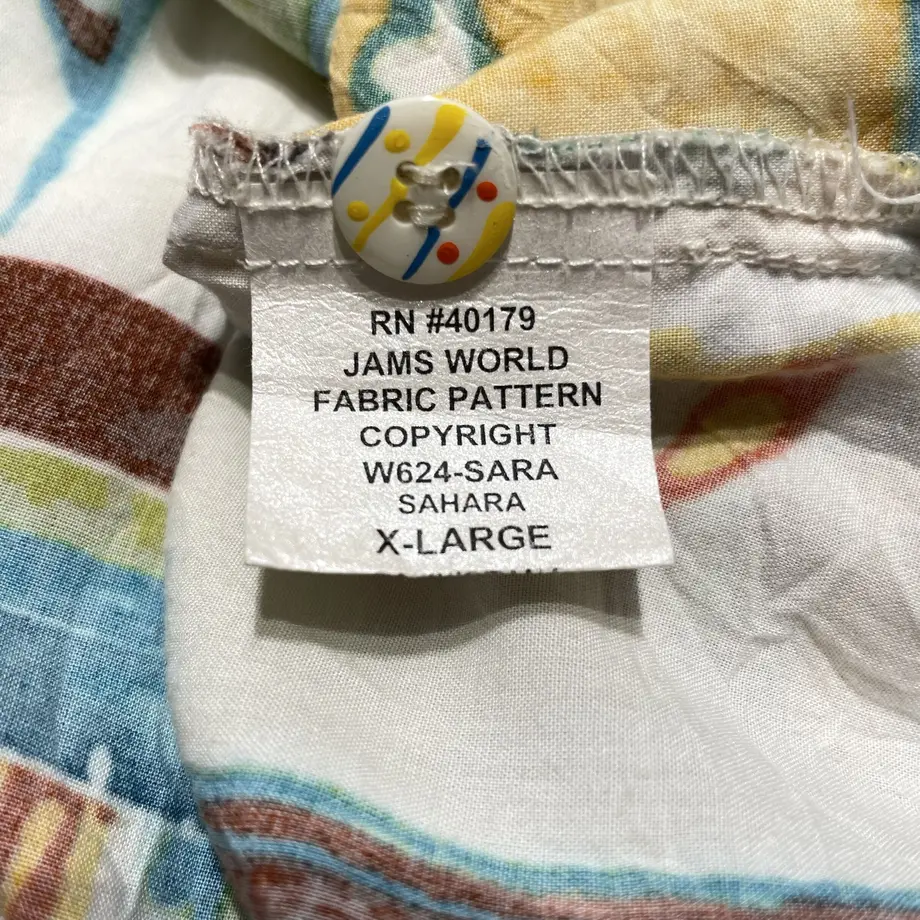 RN #40179
JAMS WORLD
FABRIC PATTERN
COPYRIGHT
W624-SARA
SAHARA
X-LARGE